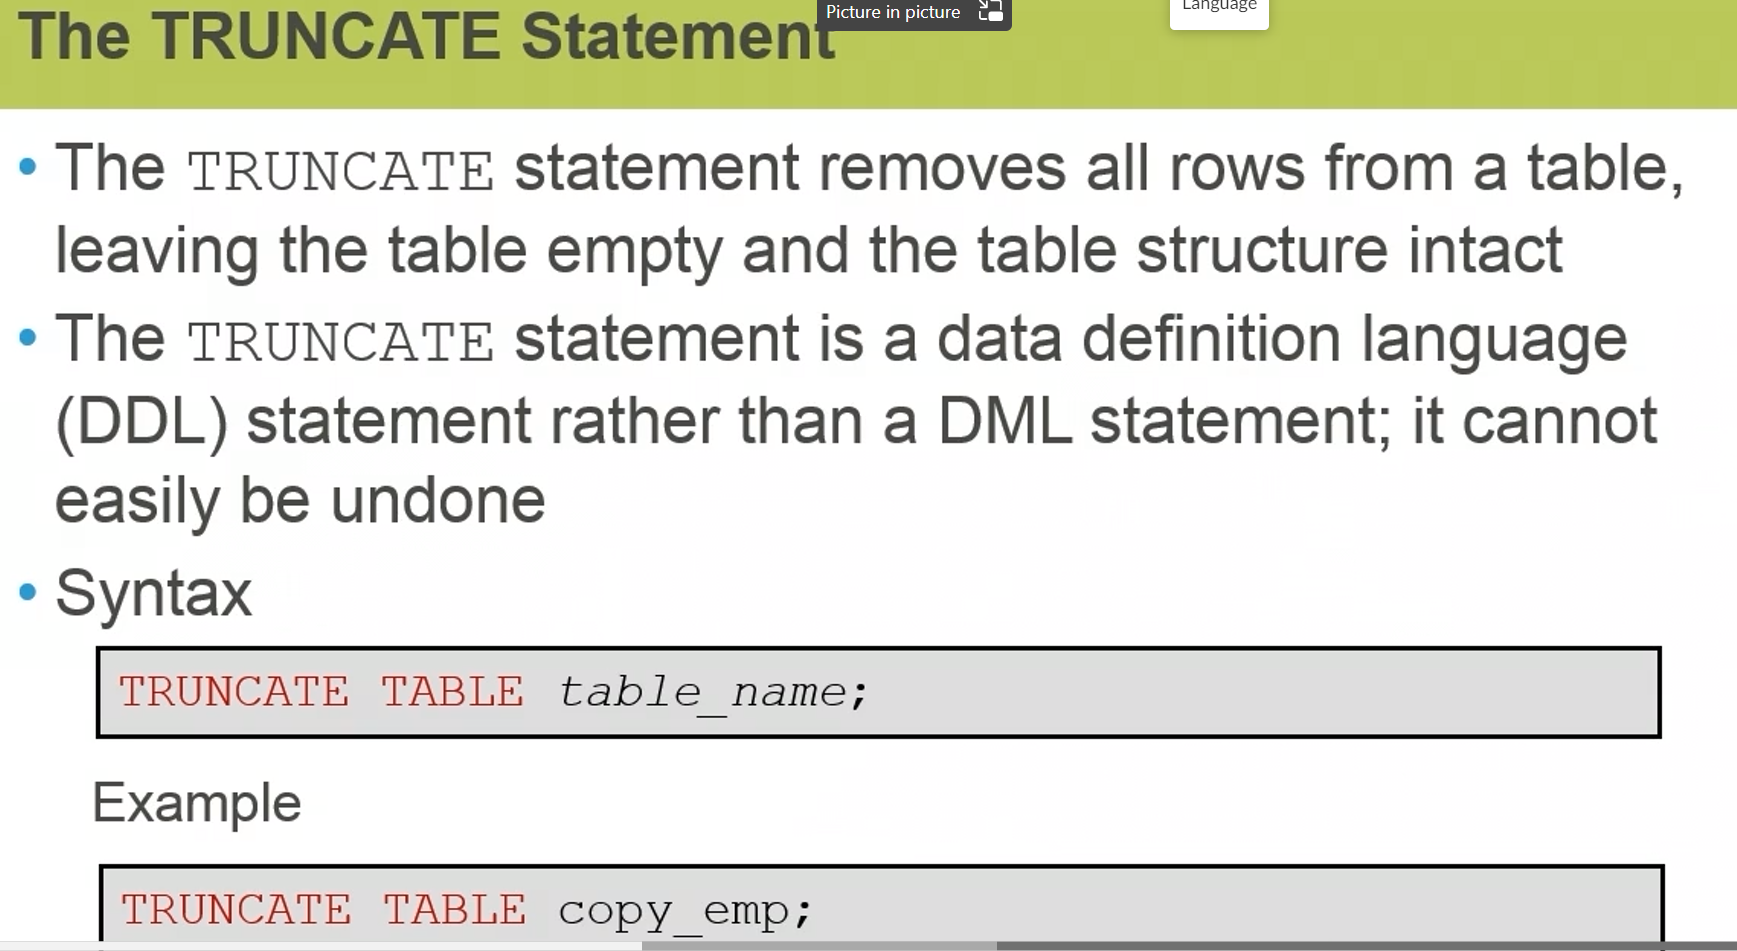 The TRUNCATE Statement
Picture in picture
Language
• The TRUNCATE statement removes all rows from a table,
leaving the table empty and the table structure intact
• The TRUNCATE statement is a data definition language
(DDL) statement rather than a DML statement; it cannot
easily be undone
• Syntax
TRUNCATE TABLE table_name;
Example
TRUNCATE TABLE copy_emp;